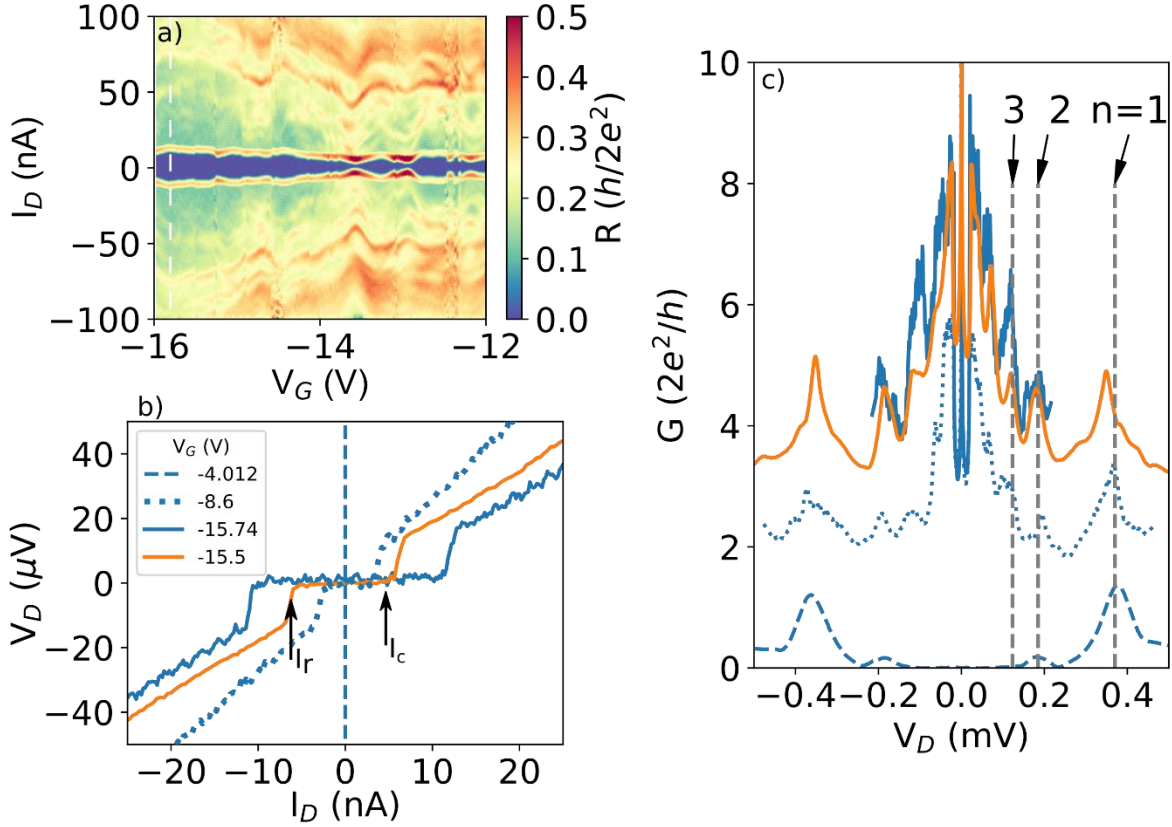 a)
100
50
0
−50
−100
I_D (nA)
−16
−14
−12
V_G (V)
0.5
0.4
0.3
0.2
0.1
0.0
R (h/2e²)
b)
V_G (V)
-4.012
-8.6
-15.74
-15.5
40
20
0
−20
−40
V_D (μV)
I_r
I_c
−20
−10
0
10
20
I_D (nA)
c)
3 2 n=1
10
8
6
4
2
0
G (2e²/h)
−0.4
−0.2
0.0
0.2
0.4
V_D (mV)